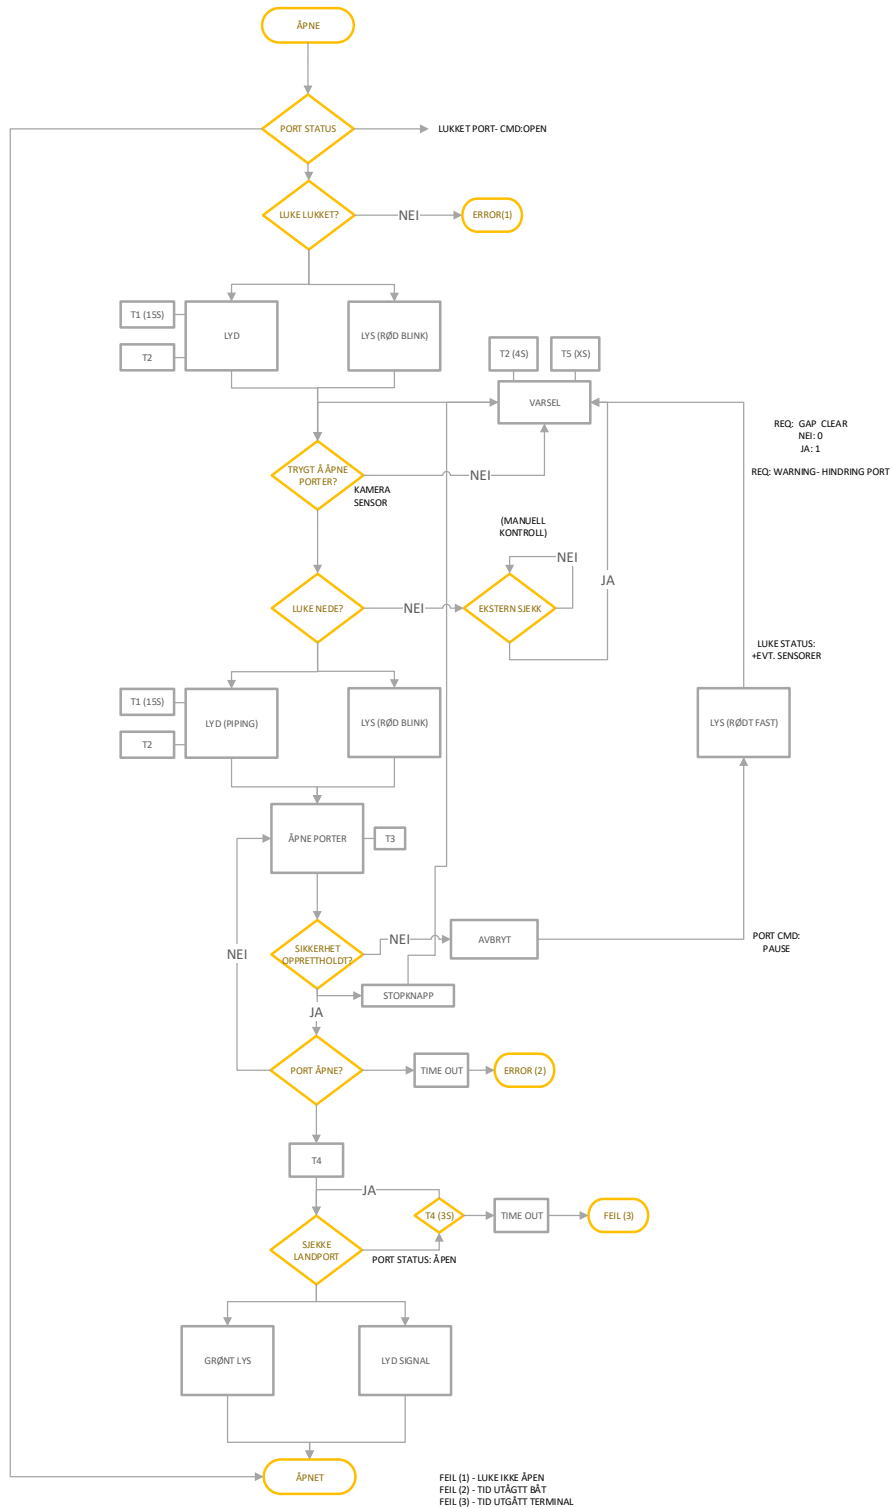 ÅPNE
PORT STATUS
LUKKET PORT- CMD:OPEN
LUKE LUKKET?
NEI
ERROR(1)
T1 (15S)
LYD
LYS (RØD BLINK)
T2
T2 (4S)
T5 (XS)
VARSEL
REQ: GAP CLEAR
NEI: 0
JA: 1
REQ: WARNING- HINDRING PORT
TRYGT Å ÅPNE
PORTER?
NEI
KAMERA
SENSOR
(MANUELL
KONTROLL)
NEI
JA
LUKE NEDE?
NEI
EKSTERN SJEKK
LUKE STATUS:
+EVT. SENSORER
T1 (15S)
LYD (PIPING)
LYS (RØD BLINK)
LYS (RØDT FAST)
T2
ÅPNE PORTER
T3
NEI
SIKKERHET
OPPRETTHOLDT?
NEI
AVBRYT
PORT CMD:
PAUSE
STOPKNAPP
JA
PORT ÅPNE?
TIME OUT
ERROR (2)
T4
JA
T4 (3S)
TIME OUT
FEIL (3)
SJEKKE
LANDPORT
PORT STATUS: ÅPEN
GRØNT LYS
LYD SIGNAL
ÅPNET
FEIL (1) - LUKE IKKE ÅPEN
FEIL (2) - TID UTÅGTT BÅT
FEIL (3) - TID UTGÅTT TERMINAL